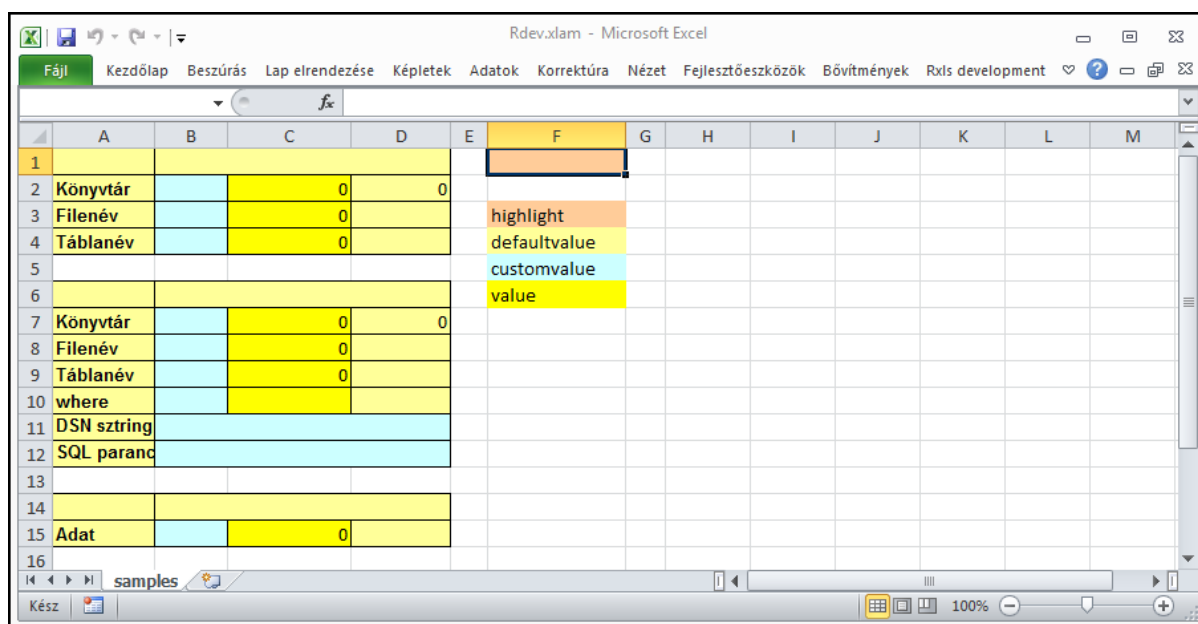 Rdev.xlam - Microsoft Excel
Fájl Kezdőlap Beszúrás Lap elrendezése Képletek Adatok Korrektúra Nézet Fejlesztőeszközök Bővítmények Rxls development
fx
A B C D E F G H I J K L M
1
2 Könyvtár 0 0
3 Filenév 0 highlight
4 Táblanév 0 defaultvalue
5 customvalue
6 value
7 Könyvtár 0 0
8 Filenév 0
9 Táblanév 0
10 where
11 DSN sztring
12 SQL paranc
13
14
15 Adat 0
16
samples
Kész 100%